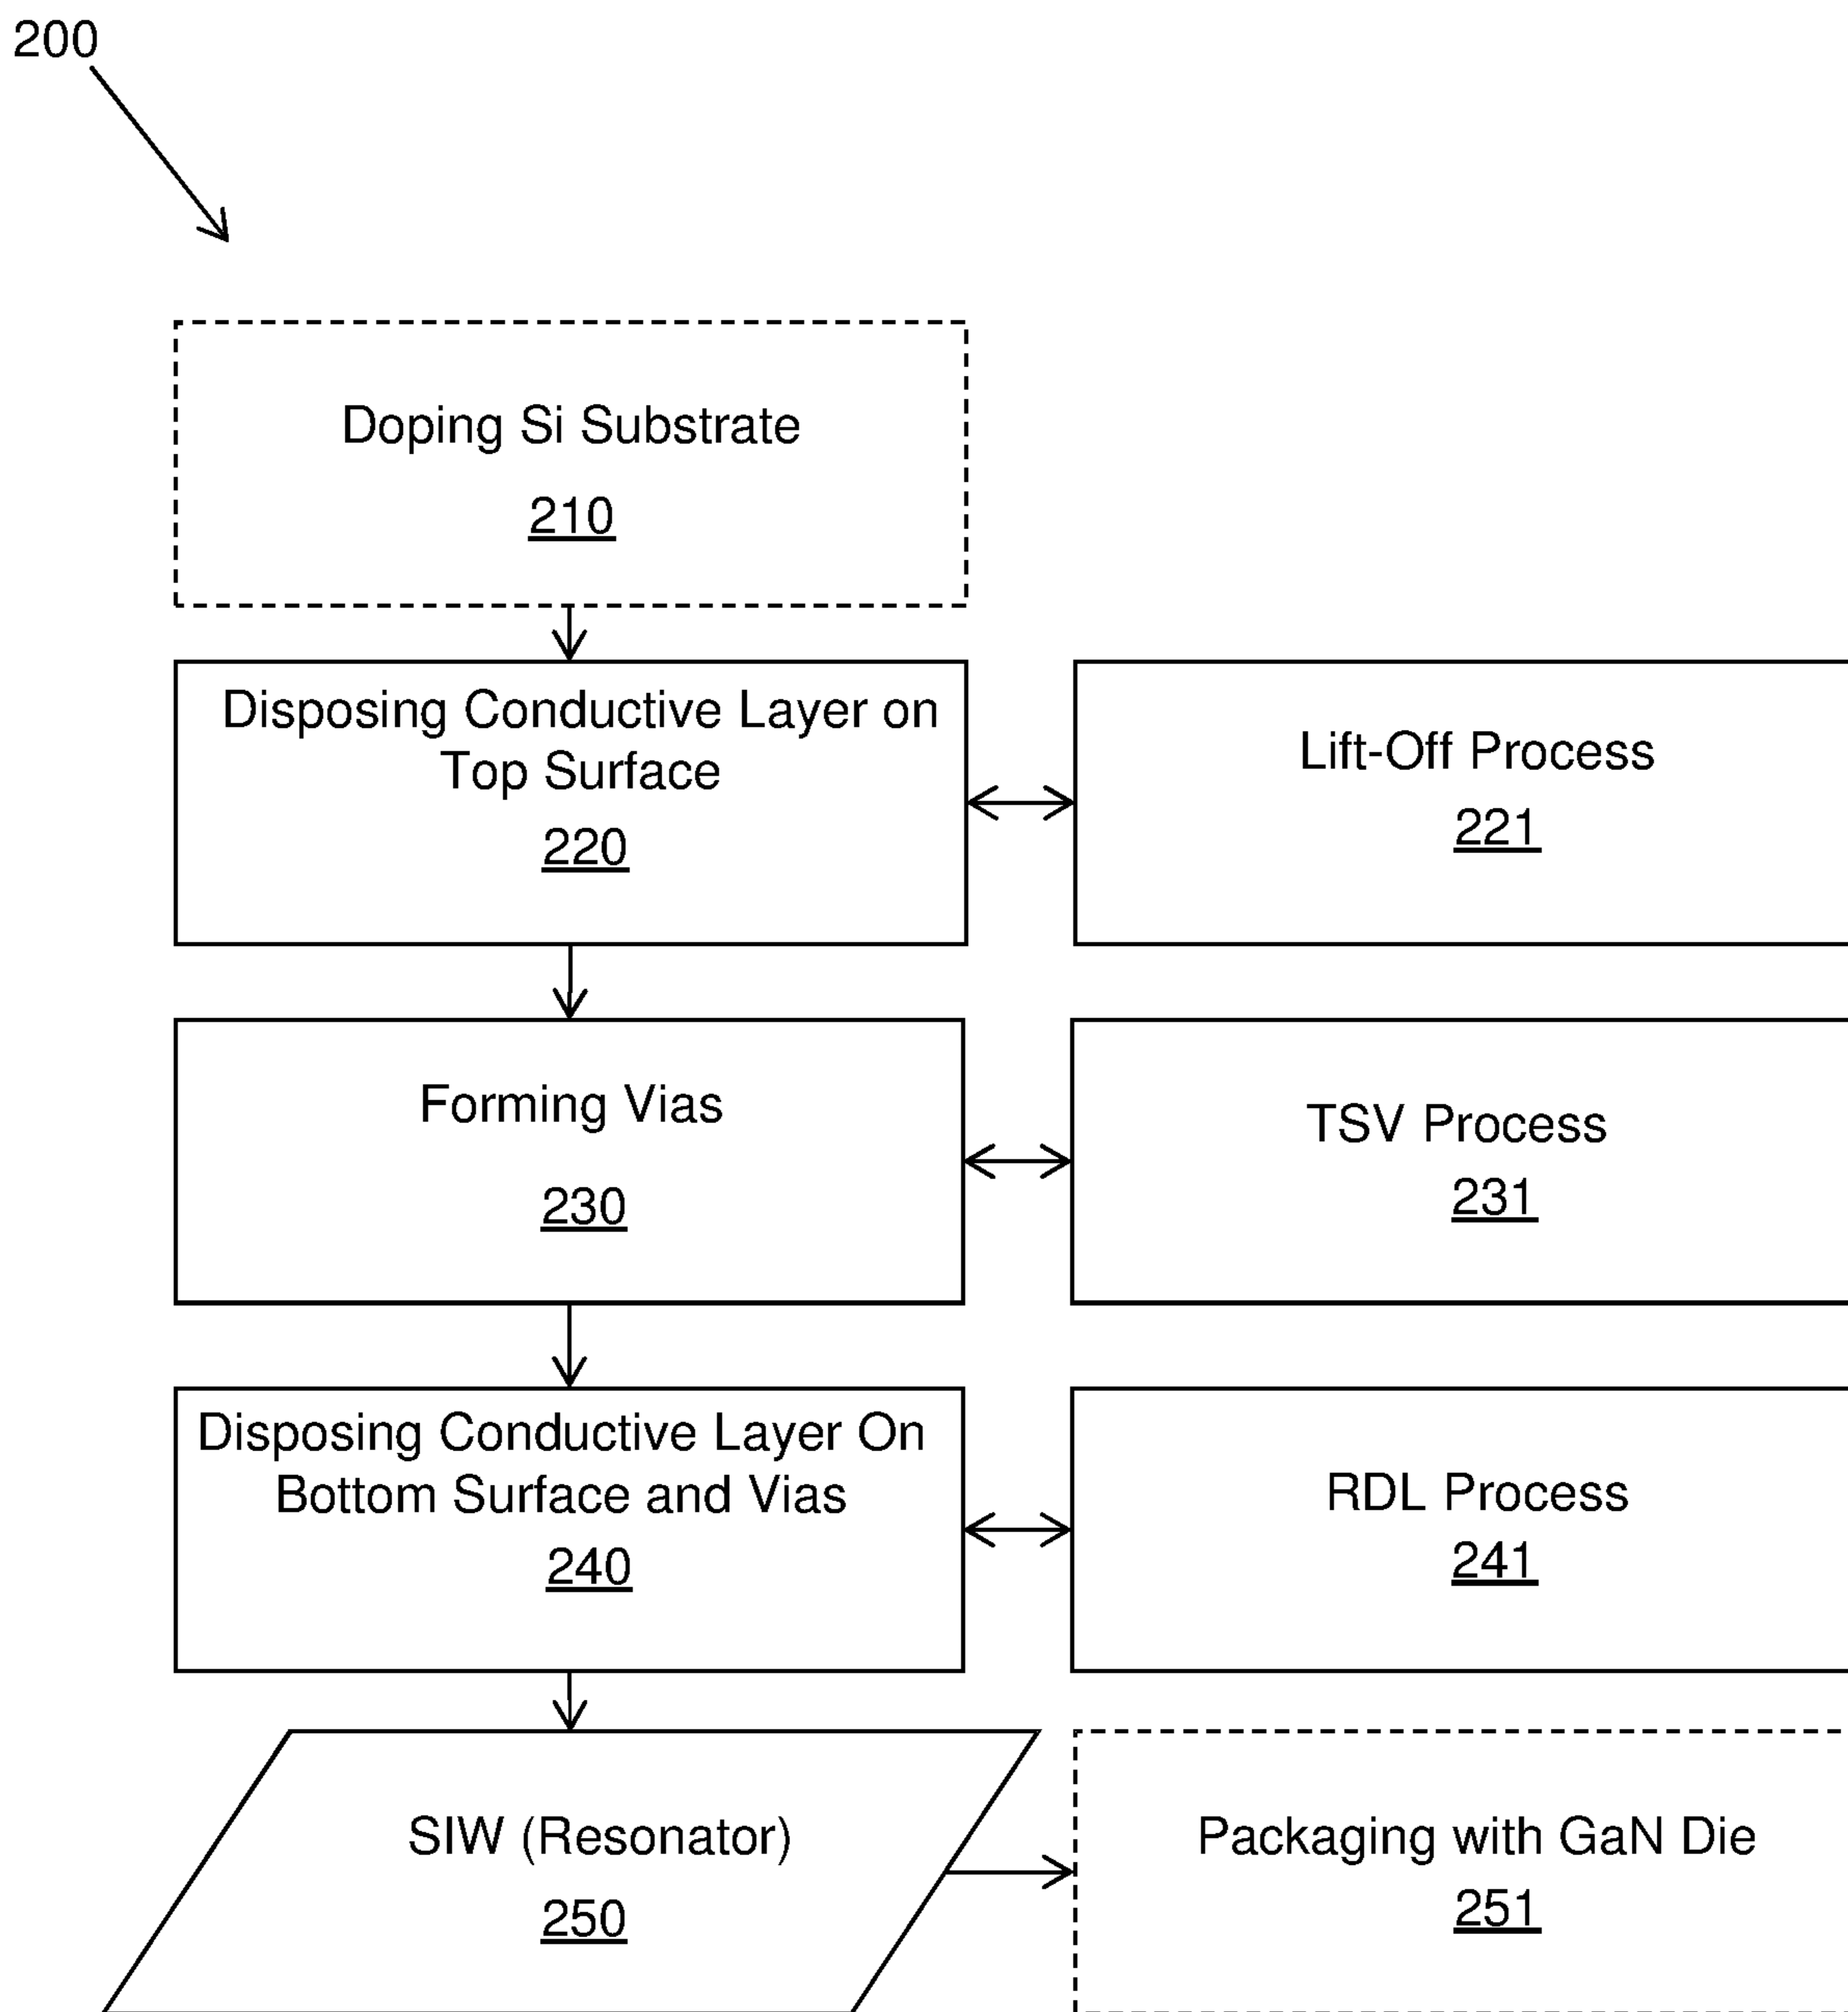 200
Doping Si Substrate
210
Disposing Conductive Layer on
Top Surface
220
Lift-Off Process
221
Forming Vias
230
TSV Process
231
Disposing Conductive Layer On
Bottom Surface and Vias
240
RDL Process
241
SIW (Resonator)
250
Packaging with GaN Die
251